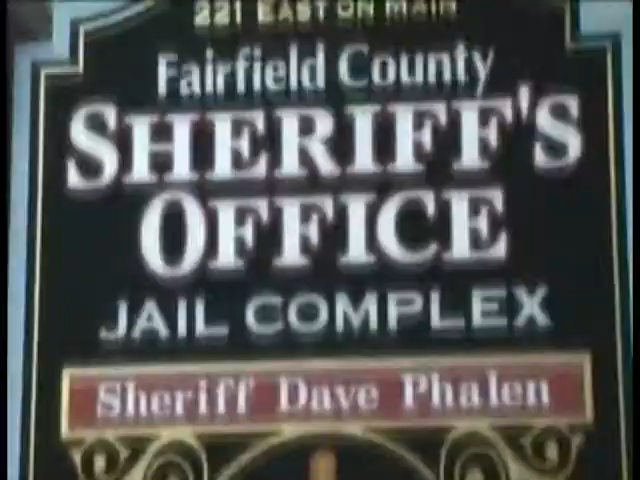 221 EAST ON MAIN
Fairfield County
SHERIFF'S
OFFICE
JAIL COMPLEX
Sheriff Dave Phalen